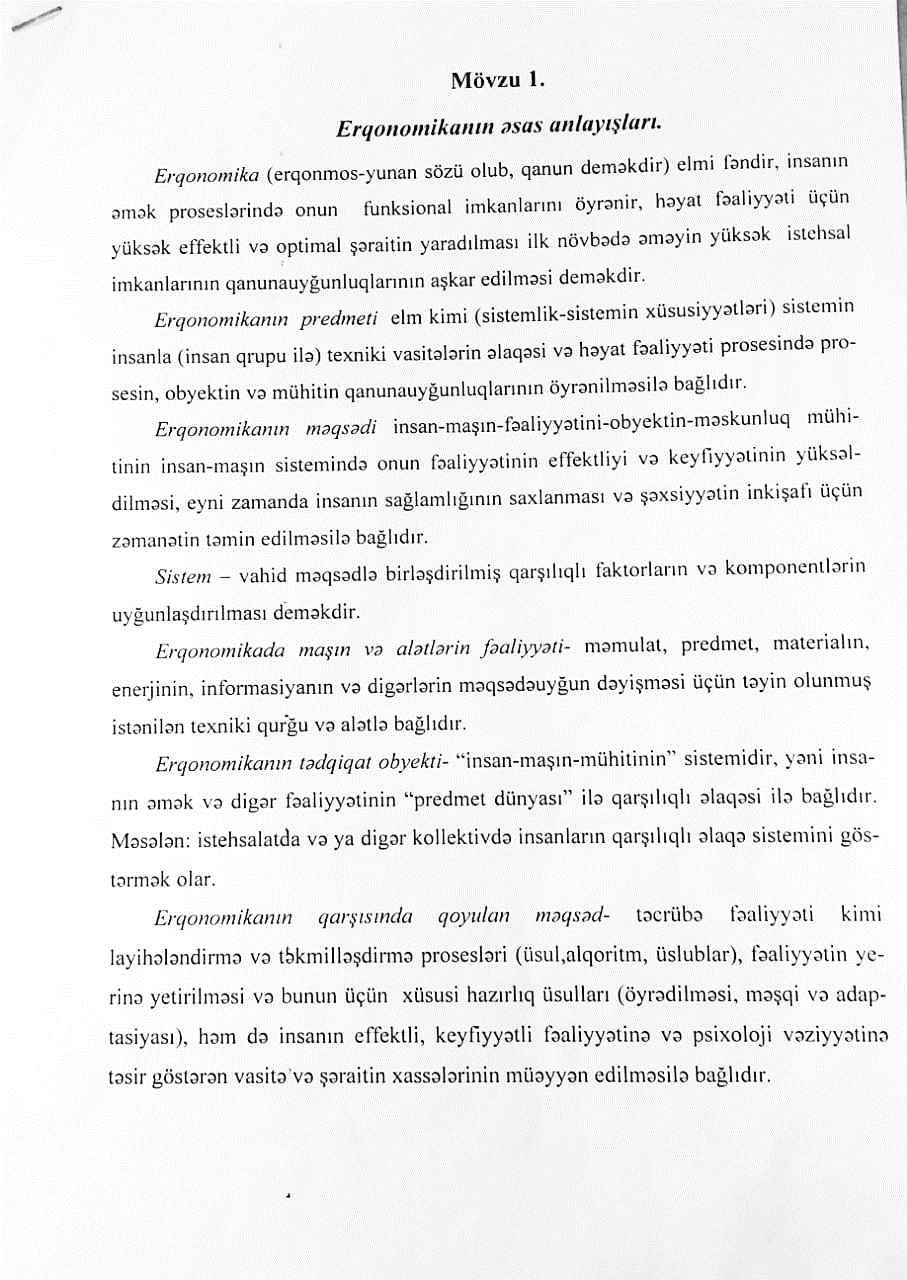 Mövzu 1.
Erqonomikanın əsas anlayışları.
Erqonomika (erqonmos-yunan sözü olub, qanun deməkdir) elmi fəndir, insanın
əmək proseslərində onun funksional imkanlarını öyrənir, həyat fəaliyyəti üçün
yüksək effektli və optimal şəraitin yaradılması ilk növbədə əməyin yüksək istehsal
imkanlarının qanunauyğunluqlarının aşkar edilməsi deməkdir.
Erqonomikanın predmeti elm kimi (sistemlik-sistemin xüsusiyyətləri) sistemin
insanla (insan qrupu ilə) texniki vasitələrin əlaqəsi və həyat fəaliyyəti prosesində pro-
sesin, obyektin və mühitin qanunauyğunluqlarının öyrənilməsilə bağlıdır.
Erqonomikanın məqsədi insan-maşın-fəaliyyətini-obyektin-məskunluq mühi-
tinin insan-maşın sistemində onun fəaliyyətinin effektliyi və keyfiyyətinin yüksəl-
dilməsi, eyni zamanda insanın sağlamlığının saxlanması və şəxsiyyətin inkişafı üçün
zəmanətin təmin edilməsilə bağlıdır.
Sistem – vahid məqsədlə birləşdirilmiş qarşılıqlı faktorların və komponentlərin
uyğunlaşdırılması deməkdir.
Erqonomikada maşın və alətlərin fəaliyyəti- məmulat, predmet, materialın,
enerjinin, informasiyanın və digərlərin məqsədəuyğun dəyişməsi üçün təyin olunmuş
istənilən texniki qurğu və alətlə bağlıdır.
Erqonomikanın tədqiqat obyekti- “insan-maşın-mühitinin” sistemidir, yəni insa-
nın əmək və digər fəaliyyətinin “predmet dünyası” ilə qarşılıqlı əlaqəsi ilə bağlıdır.
Məsələn: istehsalatda və ya digər kollektivdə insanların qarşılıqlı əlaqə sistemini gös-
tərmək olar.
Erqonomikanın qarşısında qoyulan məqsəd- təcrübə fəaliyyəti kimi
layihələndirmə və təkmilləşdirmə prosesləri (üsul,alqoritm, üslublar), fəaliyyətin ye-
rinə yetirilməsi və bunun üçün xüsusi hazırlıq üsulları (öyrədilməsi, məşqi və adap-
tasiyası), həm də insanın effektli, keyfiyyətli fəaliyyətinə və psixoloji vəziyyətinə
təsir göstərən vasitə və şəraitin xassələrinin müəyyən edilməsilə bağlıdır.